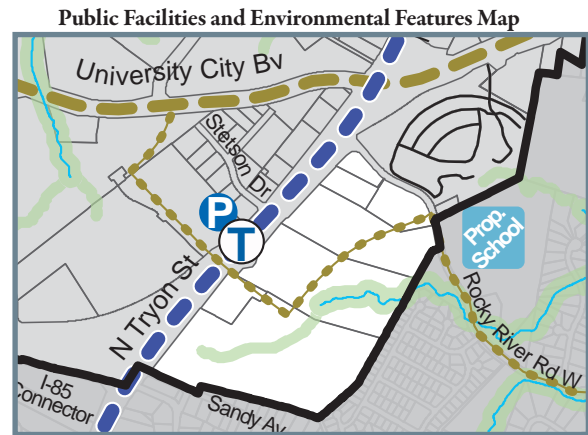 Public Facilities and Environmental Features Map
University City Bv
Stetson Dr
P
T
Prop.
School
N Tryon St
Rocky River Rd W
I-85
Connector
Sandy Av